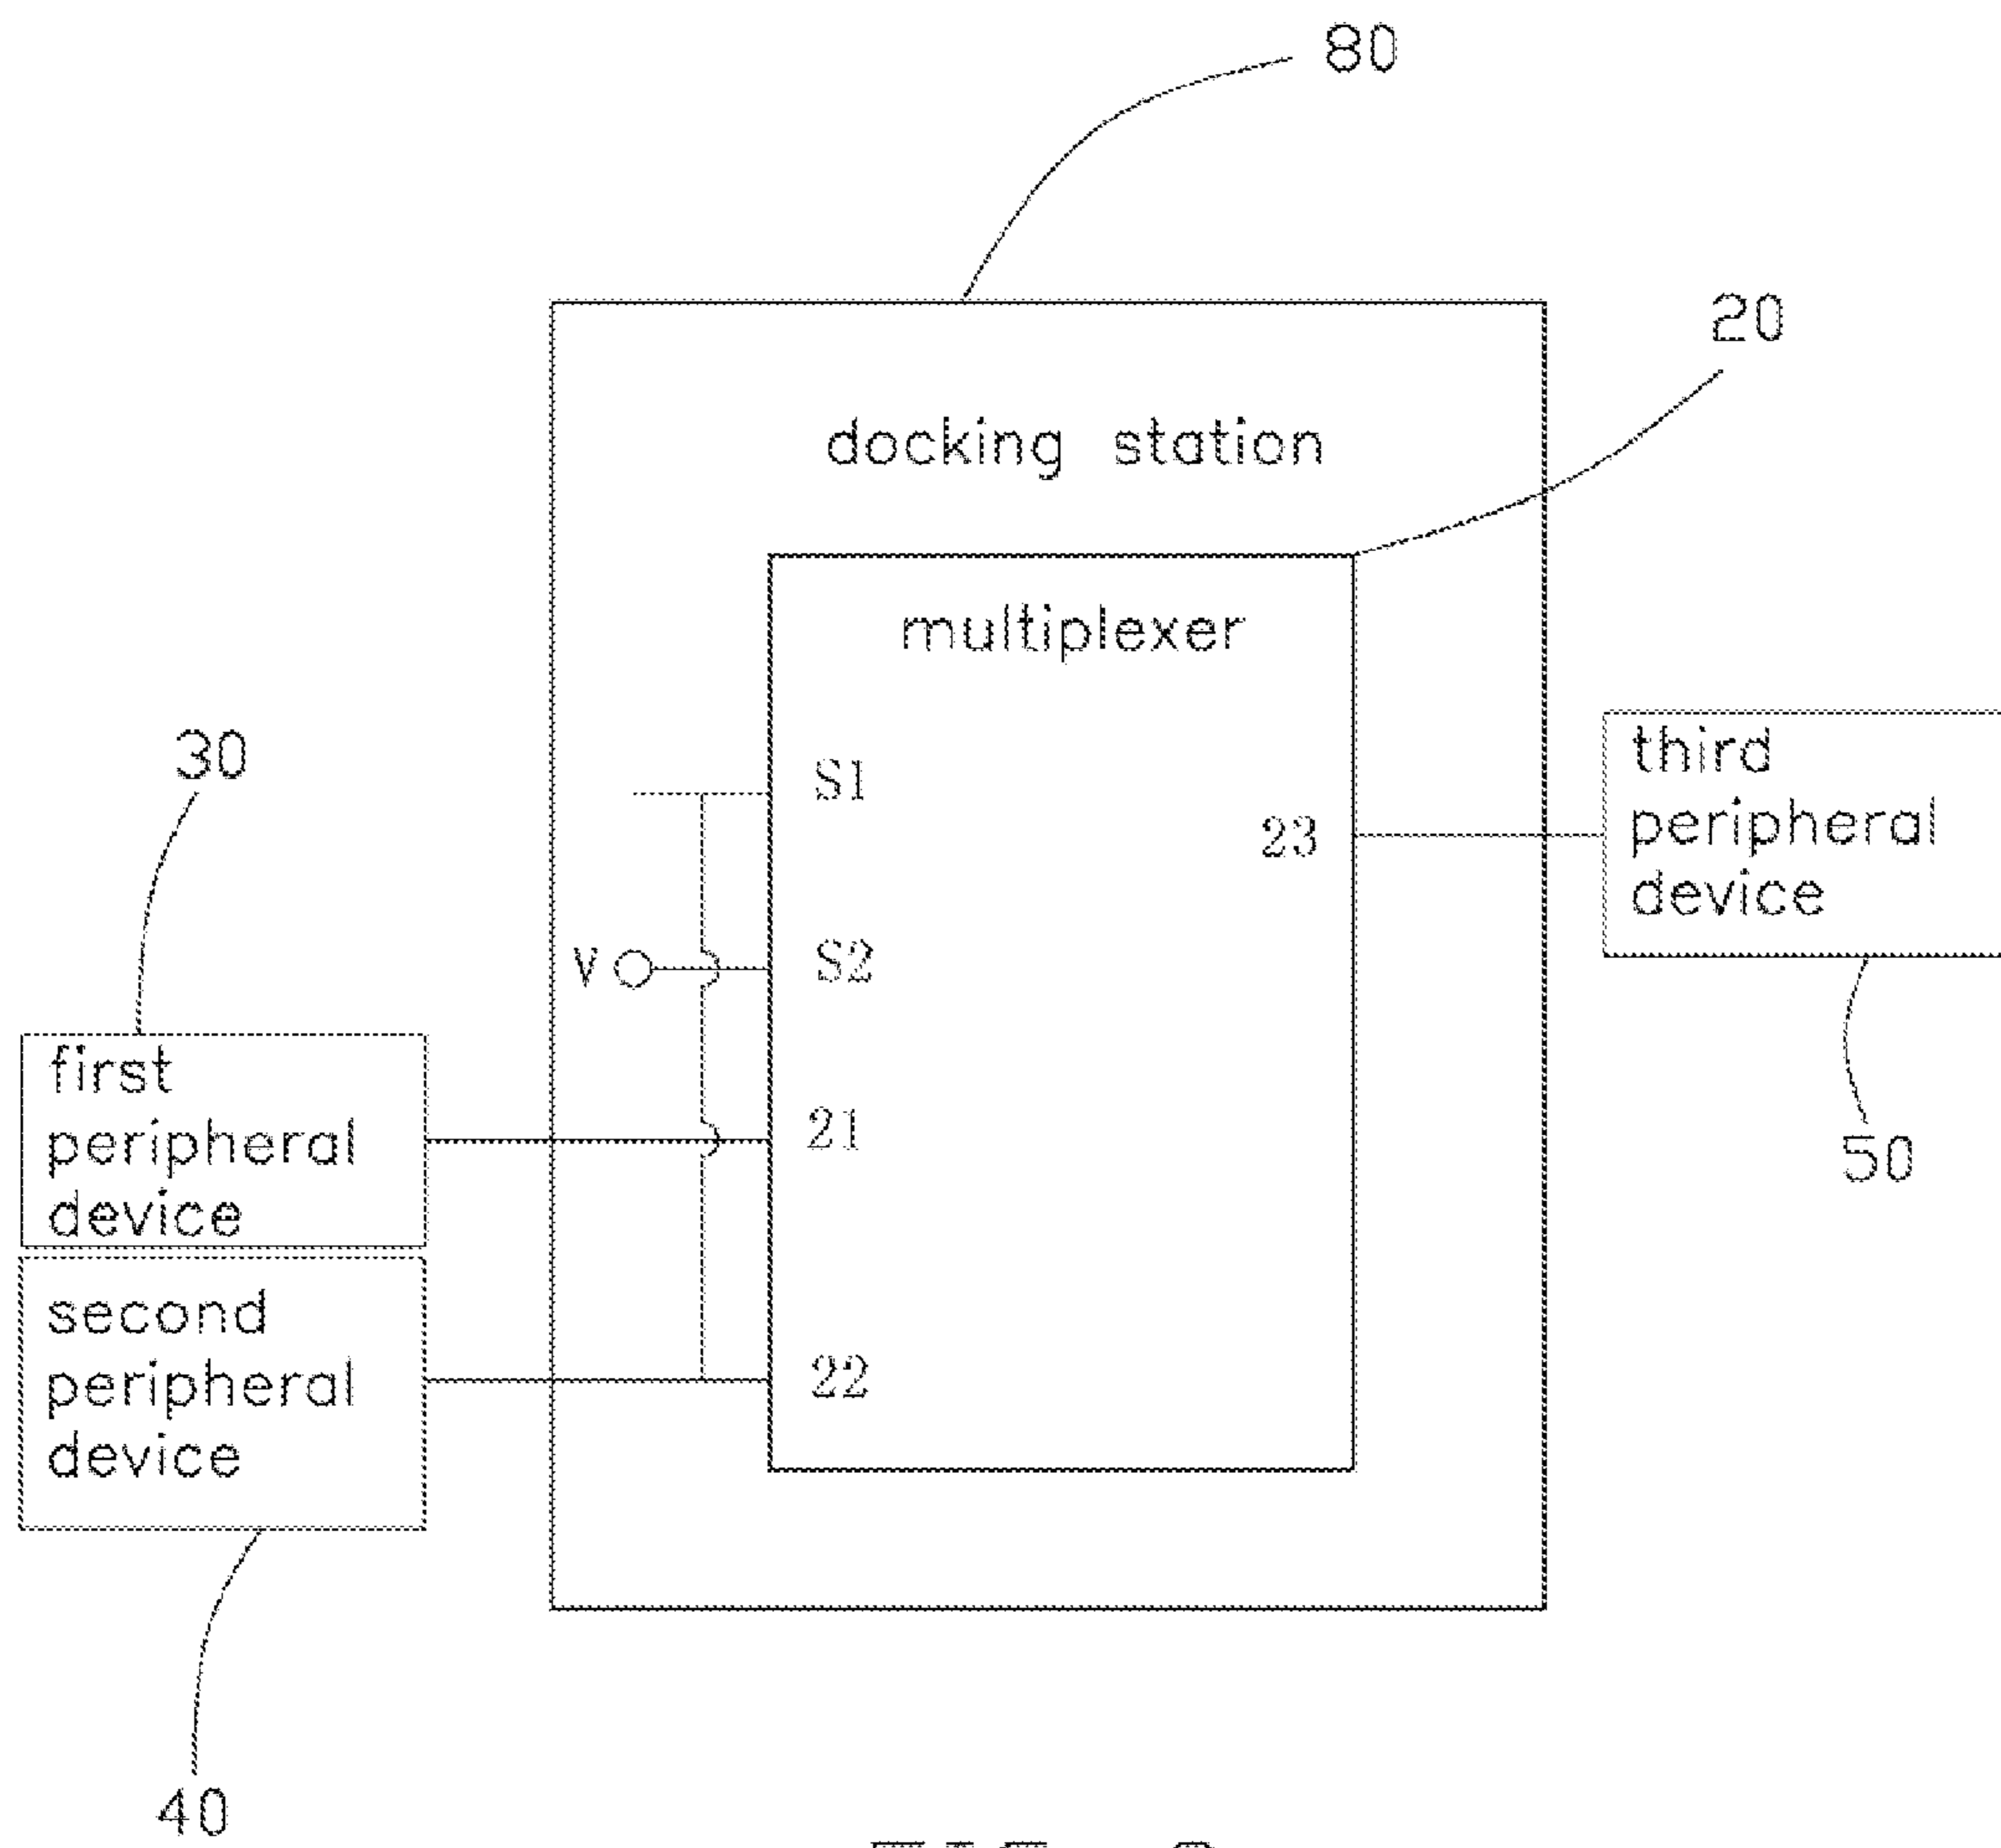 80
20
docking station
multiplexer
30
S1
23
third
peripheral
device
V
S2
first
peripheral
device
21
50
second
peripheral
device
22
40